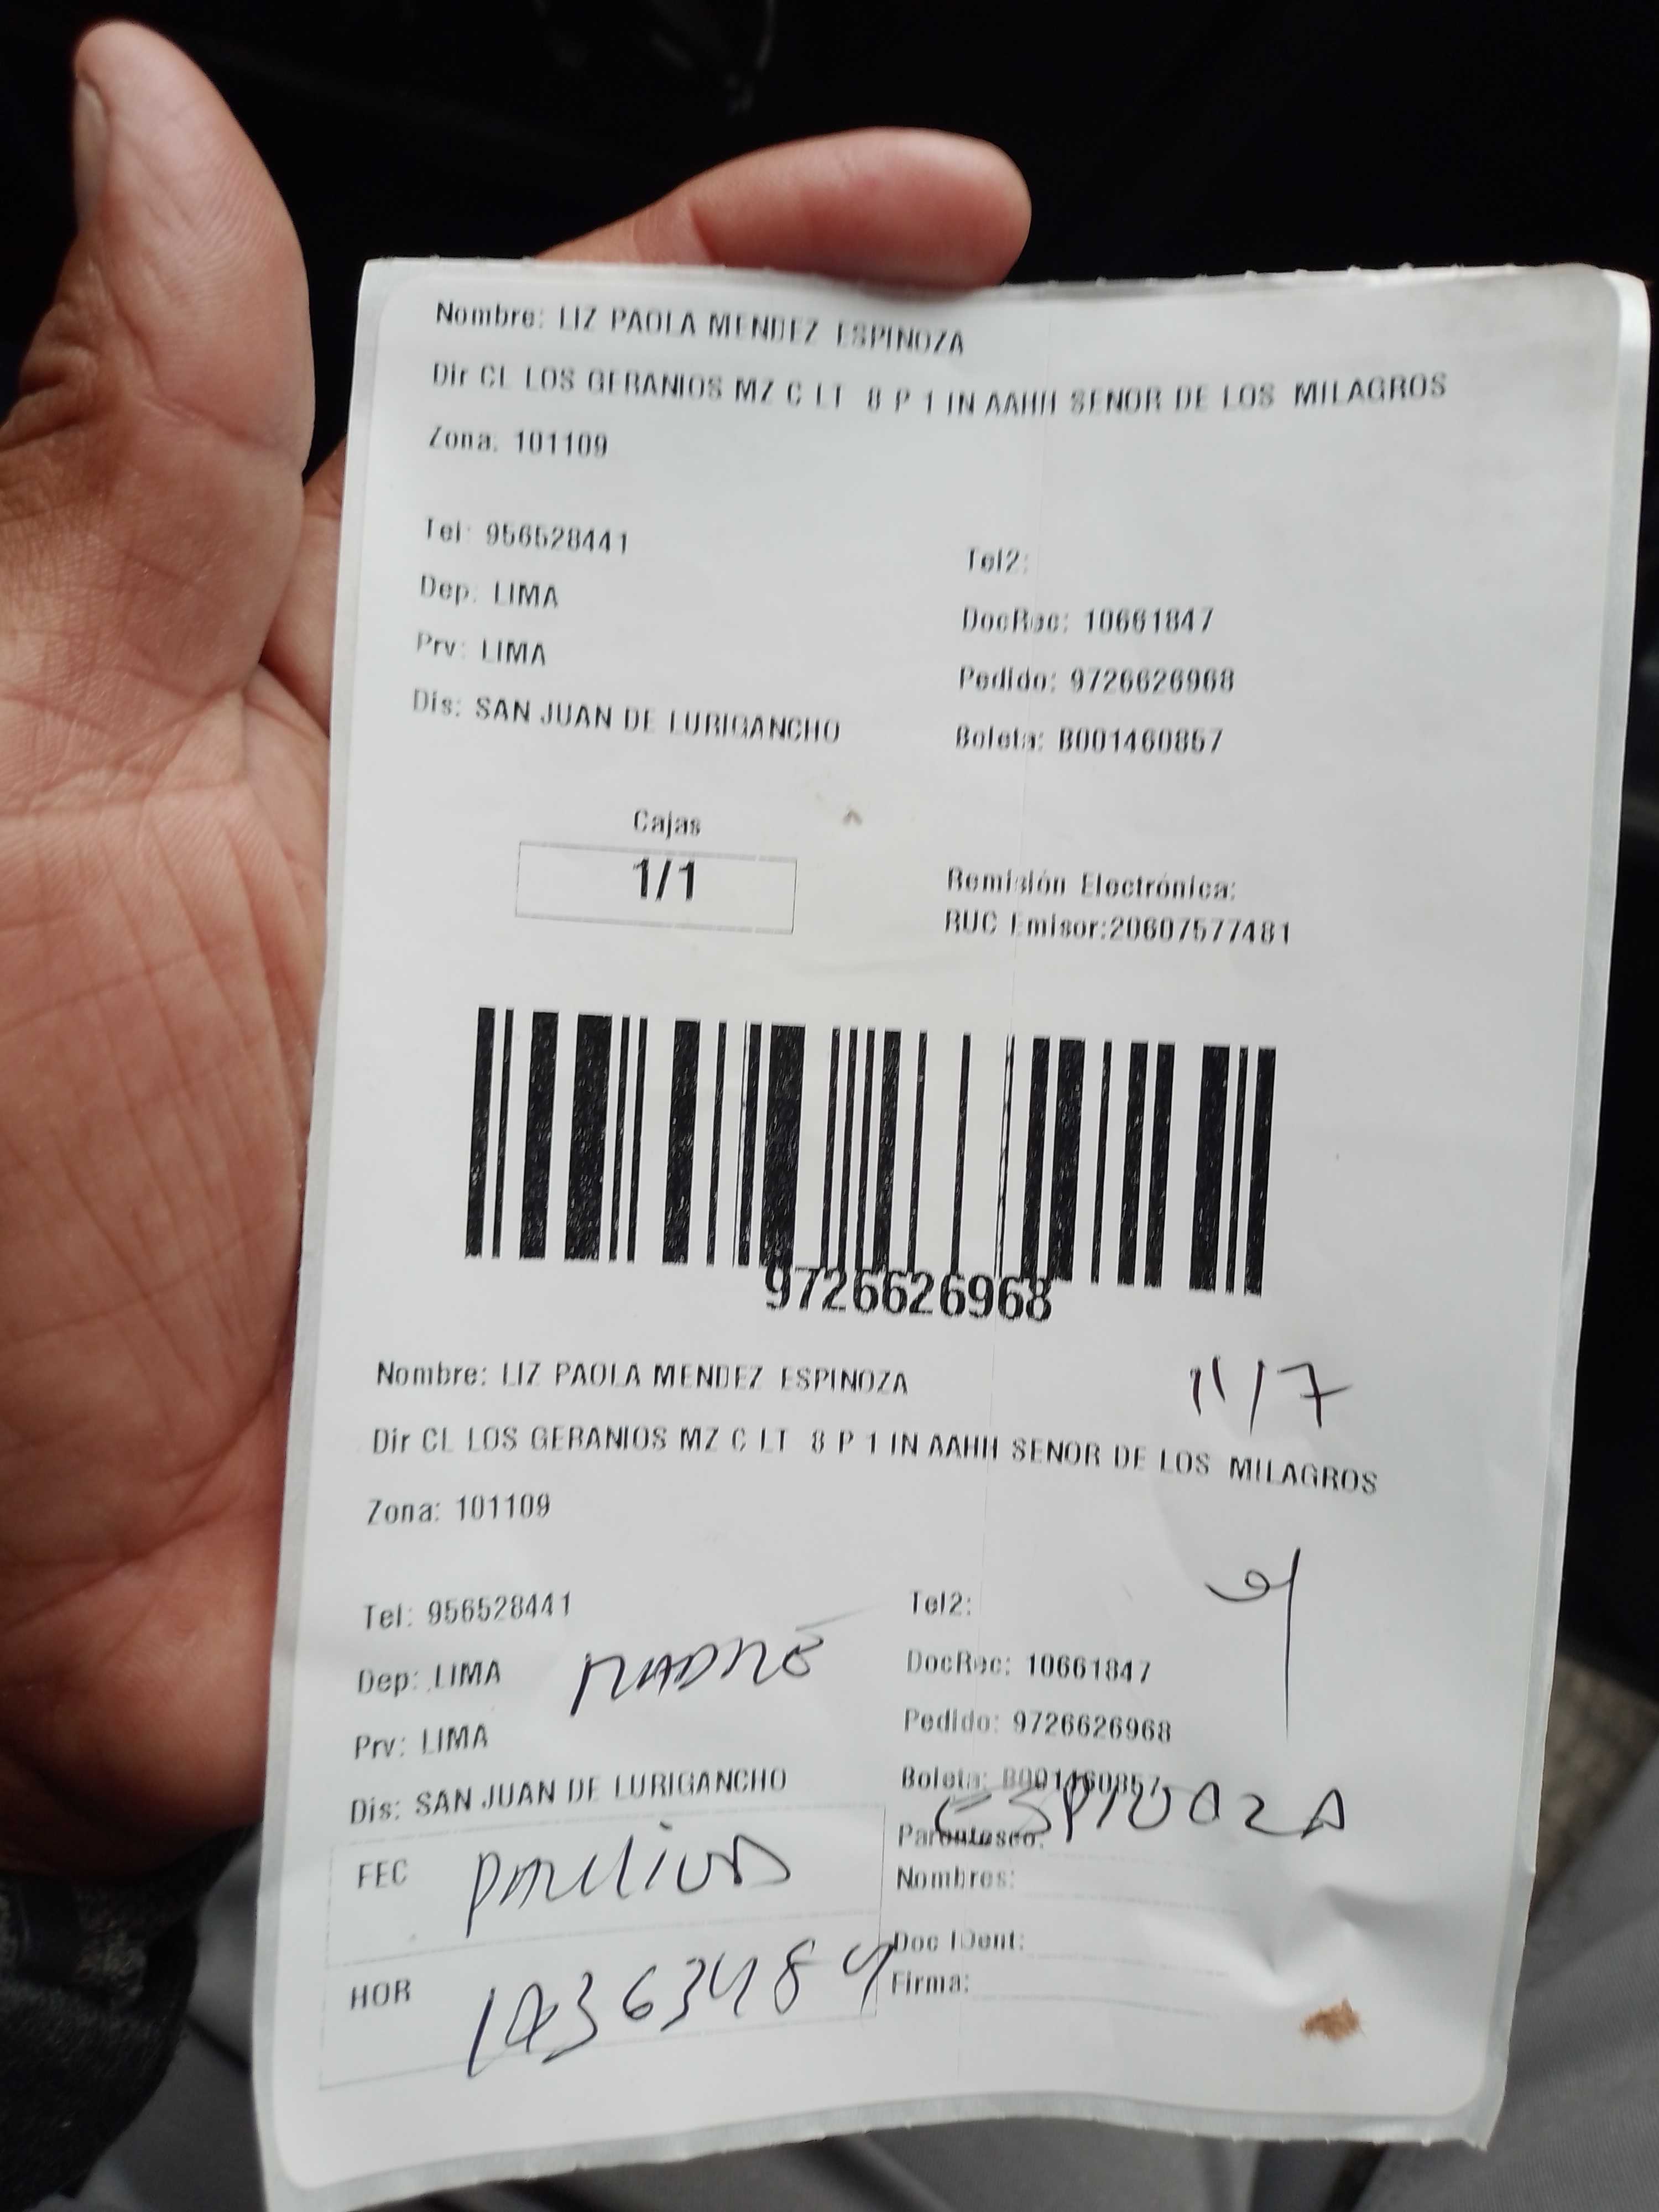 Nombre: LIZ PAOLA MENDEZ ESPINOZA
Dir CL LOS GERANIOS MZ C LT 8 P 1 IN AAHH SENOR DE LOS MILAGROS
Zona: 101109
Tel: 956528441
Tel2:
Dep: LIMA
DocRec: 10661847
Prv: LIMA
Pedido: 9726626968
Dis: SAN JUAN DE LURIGANCHO
Boleta: B001460857
Cajas
1/1
Remisión Electrónica:
RUC Emisor:20607577481
9726626968
Nombre: LIZ PAOLA MENDEZ ESPINOZA
11/7
Dir CL LOS GERANIOS MZ C LT 8 P 1 IN AAHH SENOR DE LOS MILAGROS
Zona: 101109
Tel: 956528441
Tel2:
Dep: LIMA
MADRE
DocRec: 10661847
Prv: LIMA
Pedido: 9726626968
Dis: SAN JUAN DE LURIGANCHO
Boleta: B001460857
ESPINOZA
Parentesco:
FEC
Nombres:
HOR
Doc IDent:
Firma: